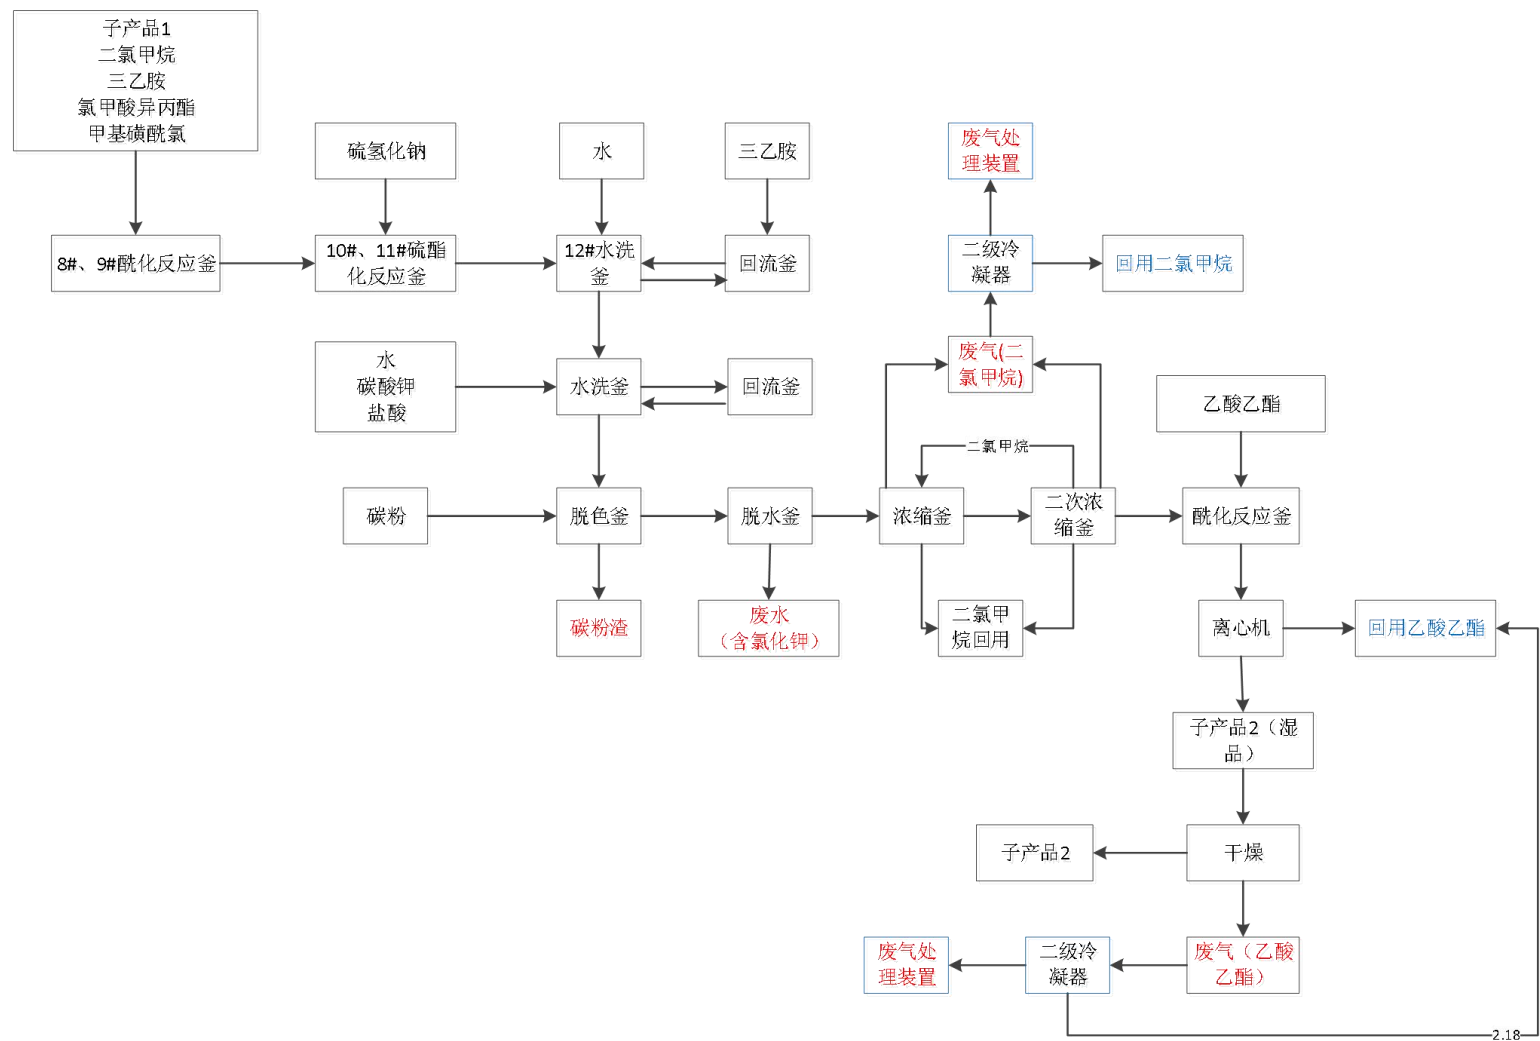 子产品1
二氯甲烷
三乙胺
氯甲酸异丙酯
甲基磺酰氯
硫氢化钠
水
三乙胺
废气处
理装置
8#、9#酰化反应釜
10#、11#硫酯
化反应釜
12#水洗
釜
回流釜
二级冷
凝器
回用二氯甲烷
水
碳酸钾
盐酸
水洗釜
回流釜
废气(二
氯甲烷)
乙酸乙酯
二氯甲烷
碳粉
脱色釜
脱水釜
浓缩釜
二次浓
缩釜
酰化反应釜
碳粉渣
废水
（含氯化钾）
二氯甲
烷回用
离心机
回用乙酸乙酯
子产品2（湿
品）
子产品2
干燥
废气处
理装置
二级冷
凝器
废气（乙酸
乙酯）
2.18